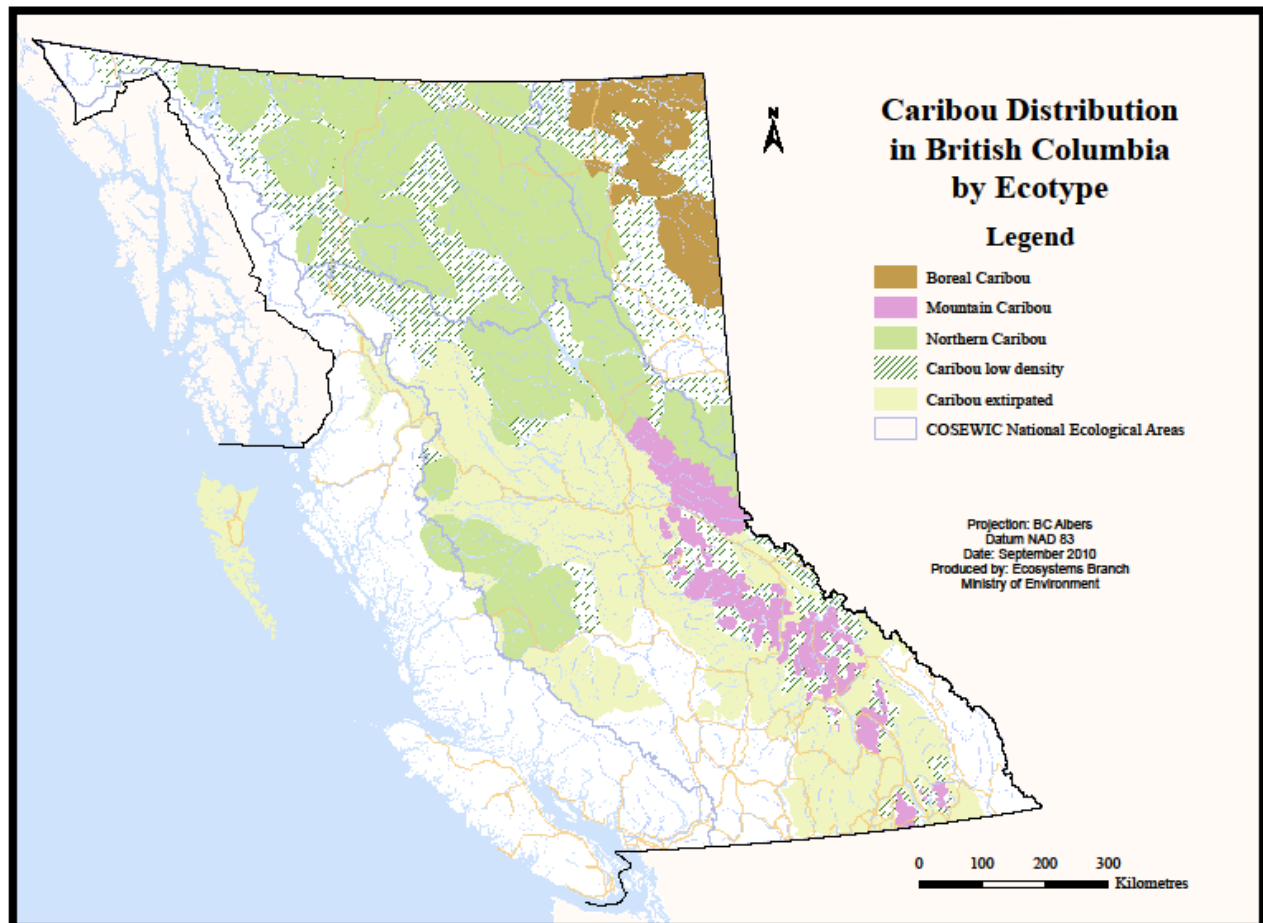 N
Caribou Distribution
in British Columbia
by Ecotype
Legend
Boreal Caribou
Mountain Caribou
Northern Caribou
Caribou low density
Caribou extirpated
COSEWIC National Ecological Areas
Projection: BC Albers
Datum NAD 83
Date: September 2010
Produced by: Ecosystems Branch
Ministry of Environment
0 100 200 300
Kilometres